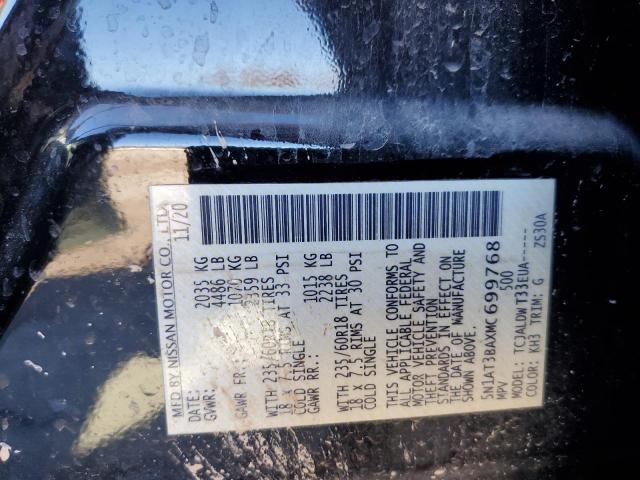 MFD BY NISSAN MOTOR CO., LTD.
DATE: 11/20
GVWR: 2035 KG
4486 LB
GAWR FR: 1070 KG
2359 LB
WITH 235/60R18 TIRES
18 X 7.5 RIMS AT 33 PSI
COLD SINGLE
GAWR RR: 1015 KG
2238 LB
WITH 235/60R18 TIRES
18 X 7.5 RIMS AT 30 PSI
COLD SINGLE
THIS VEHICLE CONFORMS TO
ALL APPLICABLE FEDERAL
MOTOR VEHICLE SAFETY AND
THEFT PREVENTION
STANDARDS IN EFFECT ON
THE DATE OF MANUFACTURE
SHOWN ABOVE.
5N1AT3BAXMC699768
MPV 500
MODEL: TCJALDWT33EUA-----
COLOR: KH3 TRIM: G ZS30A